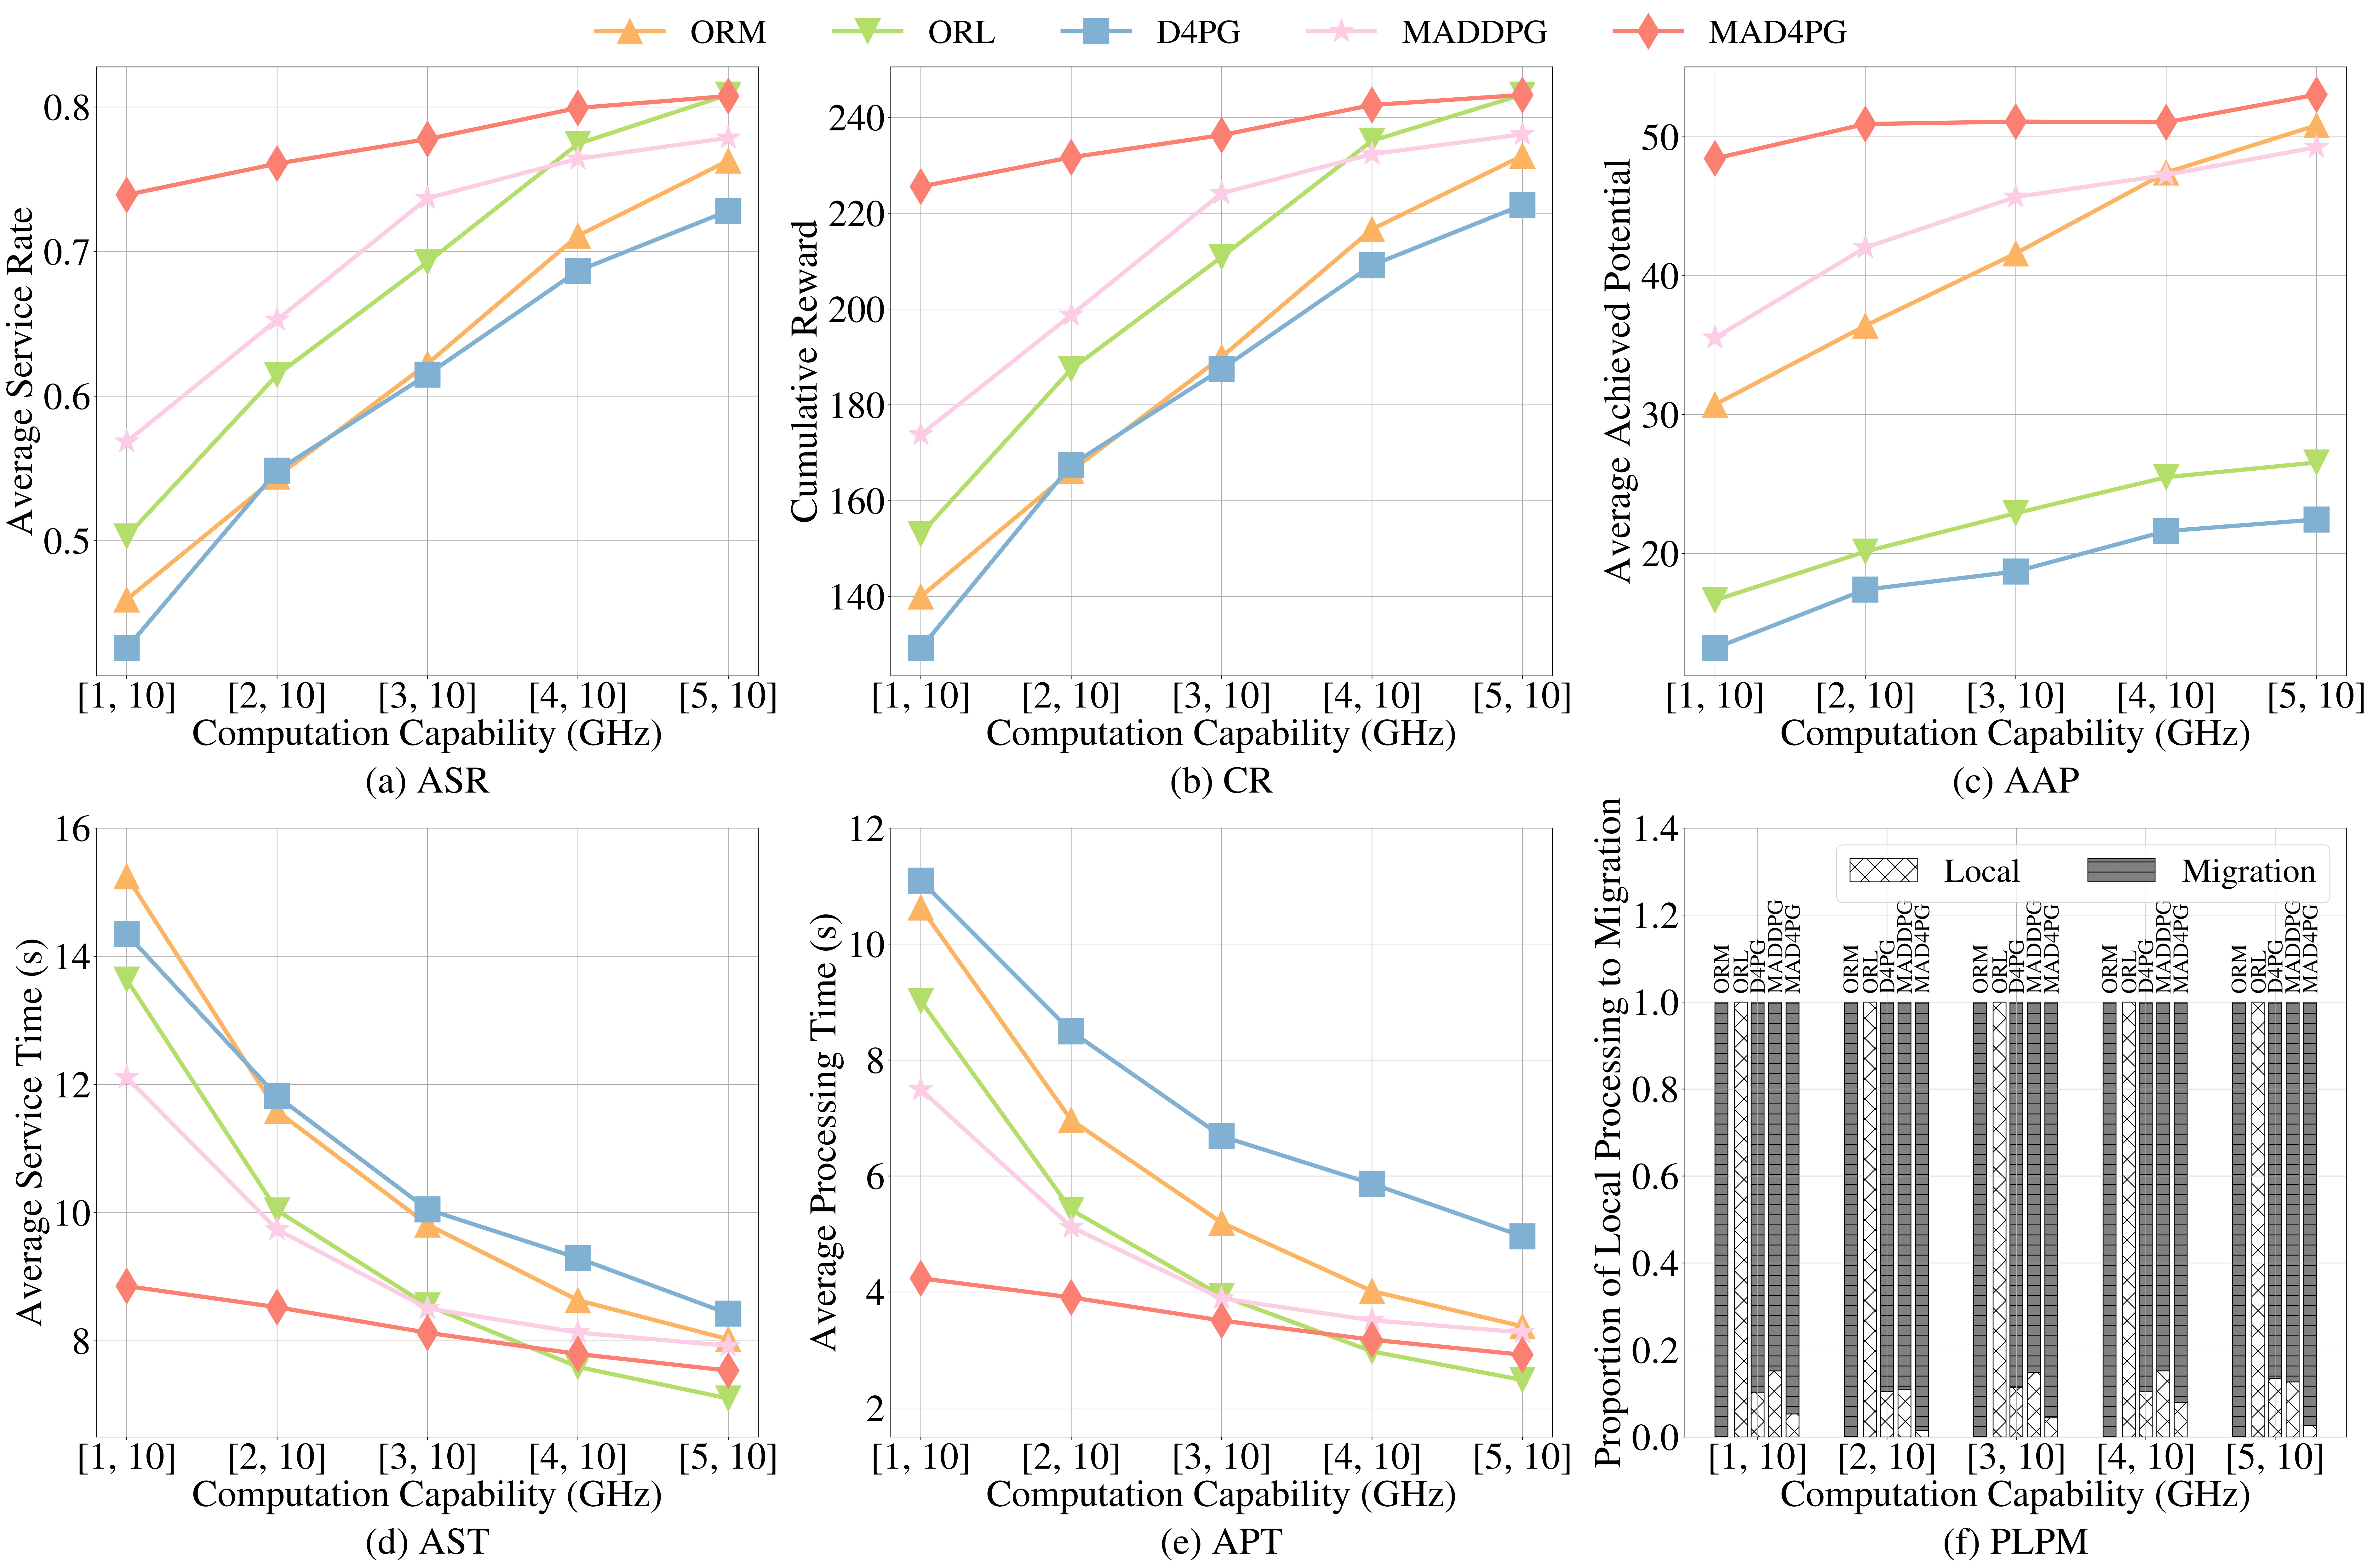 ORM ORL D4PG MADDPG MAD4PG
Average Service Rate
0.8
0.7
0.6
0.5
[1, 10] [2, 10] [3, 10] [4, 10] [5, 10]
Computation Capability (GHz)
(a) ASR
Cumulative Reward
240
220
200
180
160
140
[1, 10] [2, 10] [3, 10] [4, 10] [5, 10]
Computation Capability (GHz)
(b) CR
Average Achieved Potential
50
40
30
20
[1, 10] [2, 10] [3, 10] [4, 10] [5, 10]
Computation Capability (GHz)
(c) AAP
Average Service Time (s)
16
14
12
10
8
[1, 10] [2, 10] [3, 10] [4, 10] [5, 10]
Computation Capability (GHz)
(d) AST
Average Processing Time (s)
12
10
8
6
4
2
[1, 10] [2, 10] [3, 10] [4, 10] [5, 10]
Computation Capability (GHz)
(e) APT
Proportion of Local Processing to Migration
1.4
1.2
1.0
0.8
0.6
0.4
0.2
0.0
Local Migration
ORM
ORL
D4PG
MADDPG
MAD4PG
ORM
ORL
D4PG
MADDPG
MAD4PG
ORM
ORL
D4PG
MADDPG
MAD4PG
ORM
ORL
D4PG
MADDPG
MAD4PG
ORM
ORL
D4PG
MADDPG
MAD4PG
[1, 10] [2, 10] [3, 10] [4, 10] [5, 10]
Computation Capability (GHz)
(f) PLPM